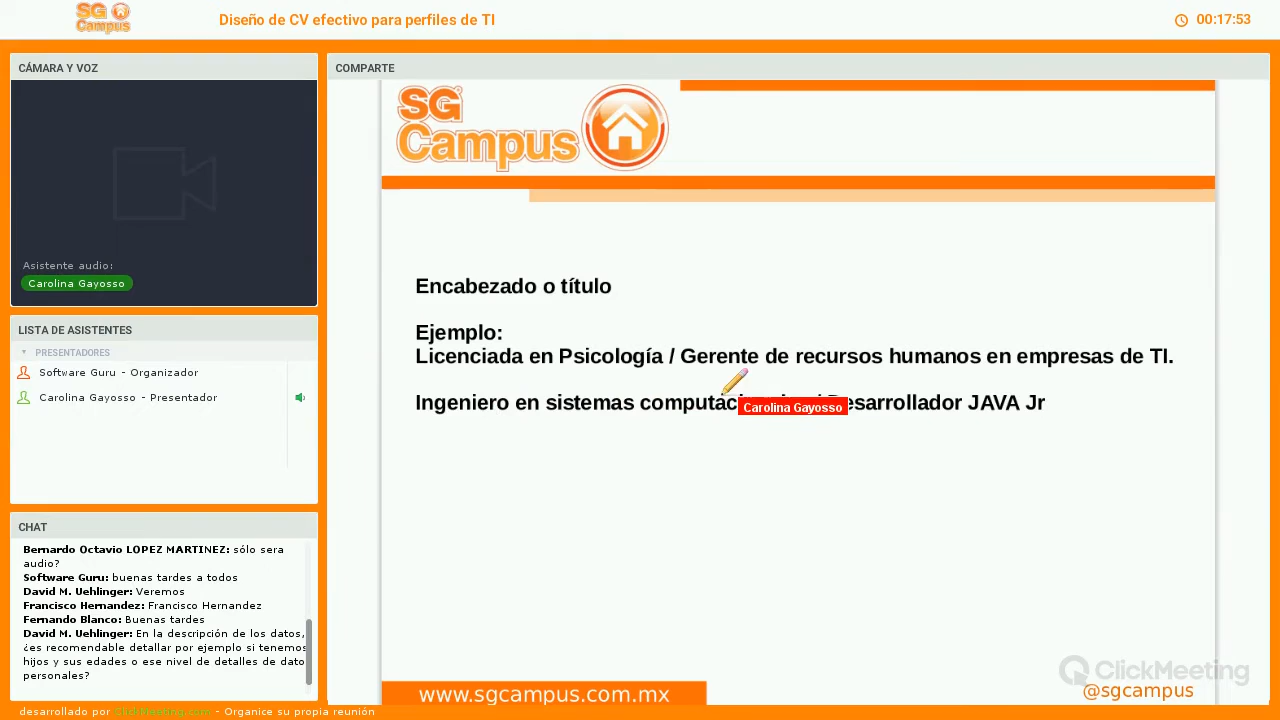 SG Campus
Diseño de CV efectivo para perfiles de TI
00:17:53
CÁMARA Y VOZ
Asistente audio:
Carolina Gayosso
LISTA DE ASISTENTES
PRESENTADORES
Software Guru - Organizador
Carolina Gayosso - Presentador
CHAT
Bernardo Octavio LOPEZ MARTINEZ: sólo sera
audio?
Software Guru: buenas tardes a todos
David M. Uehlinger: Veremos
Francisco Hernandez: Francisco Hernandez
Fernando Blanco: Buenas tardes
David M. Uehlinger: En la descripción de los datos,
¿es recomendable detallar por ejemplo si tenemos
hijos y sus edades o ese nivel de detalles de dato
personales?
COMPARTE
SG
Campus
Encabezado o título
Ejemplo:
Licenciada en Psicología / Gerente de recursos humanos en empresas de TI.
Ingeniero en sistemas / Desarrollador JAVA Jr
Carolina Gayosso
www.sgcampus.com.mx
ClickMeeting
@sgcampus
desarrollado por ClickMeeting.com - Organice su propia reunión